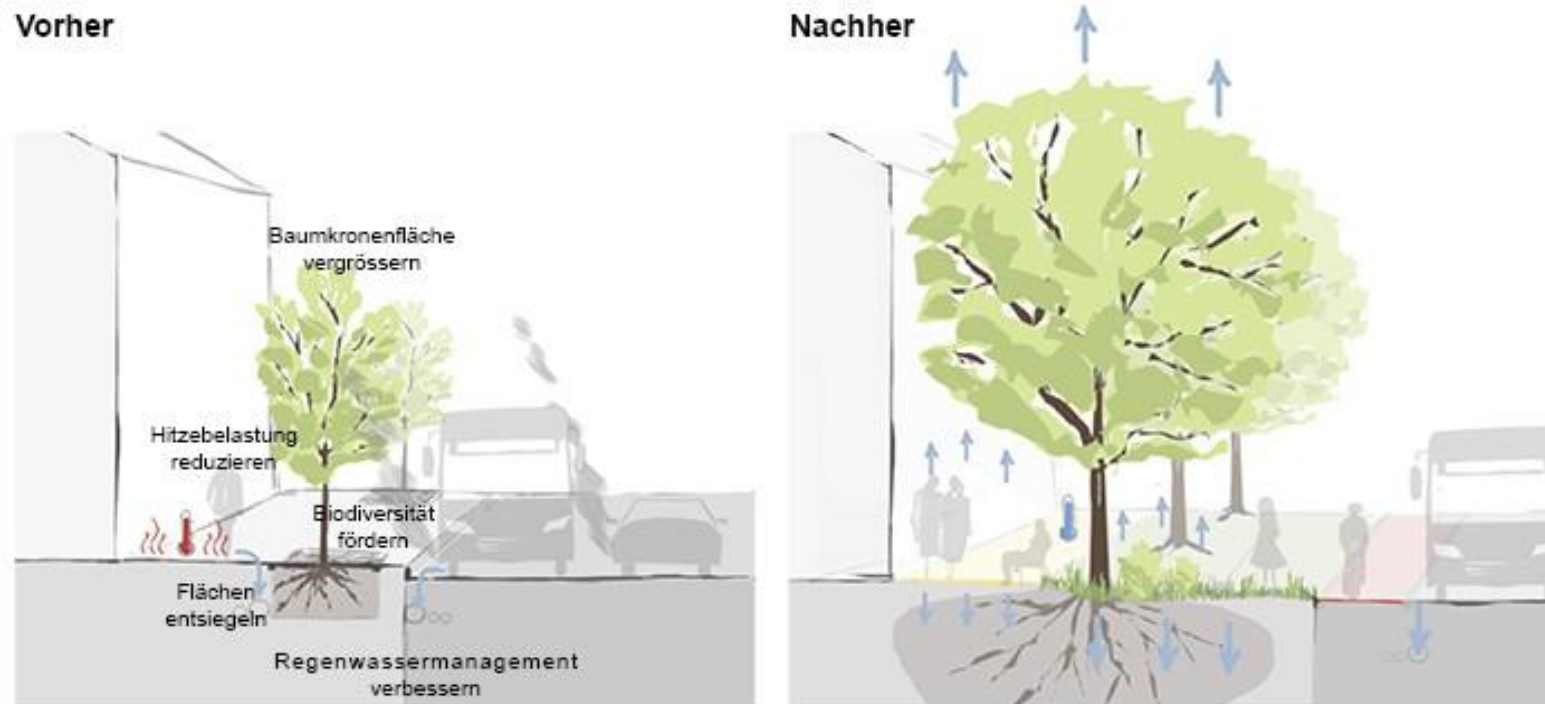 Vorher
Nachher
Baumkronenfläche
vergrössern
Hitzebelastung
reduzieren
Biodiversität
fördern
Flächen
entsiegeln
Regenwassermanagement
verbessern